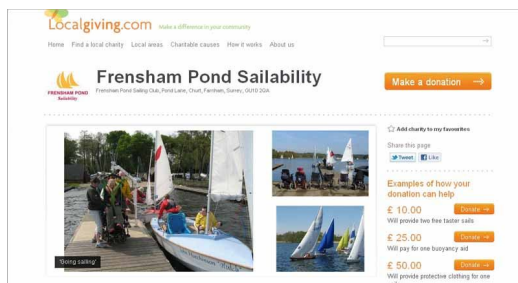 Localgiving.com Make a difference in your community
Home Find a local charity Local areas Charitable causes How it works About us
FRENSHAM POND
Sailability
Frensham Pond Sailability
Frensham Pond Sailing Club, Pond Lane, Churt, Farnham, Surrey, GU10 2QA
Make a donation →
Add charity to my favourites
Share this page
Tweet Like
Examples of how your
donation can help
£ 10.00 Donate →
Will provide two free taster sails
£ 25.00 Donate →
Will pay for one buoyancy aid
£ 50.00 Donate →
Will provide protective clothing for one
'Going sailing'